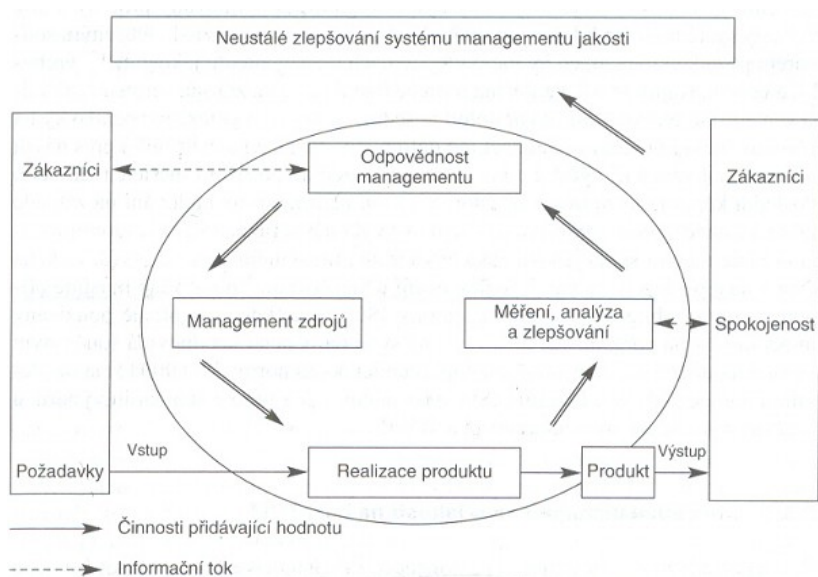 Neustálé zlepšování systému managementu jakosti
Zákazníci
Odpovědnost
managementu
Zákazníci
Management zdrojů
Měření, analýza
a zlepšování
Spokojenost
Požadavky
Vstup
Realizace produktu
Produkt
Výstup
Činnosti přidávající hodnotu
Informační tok